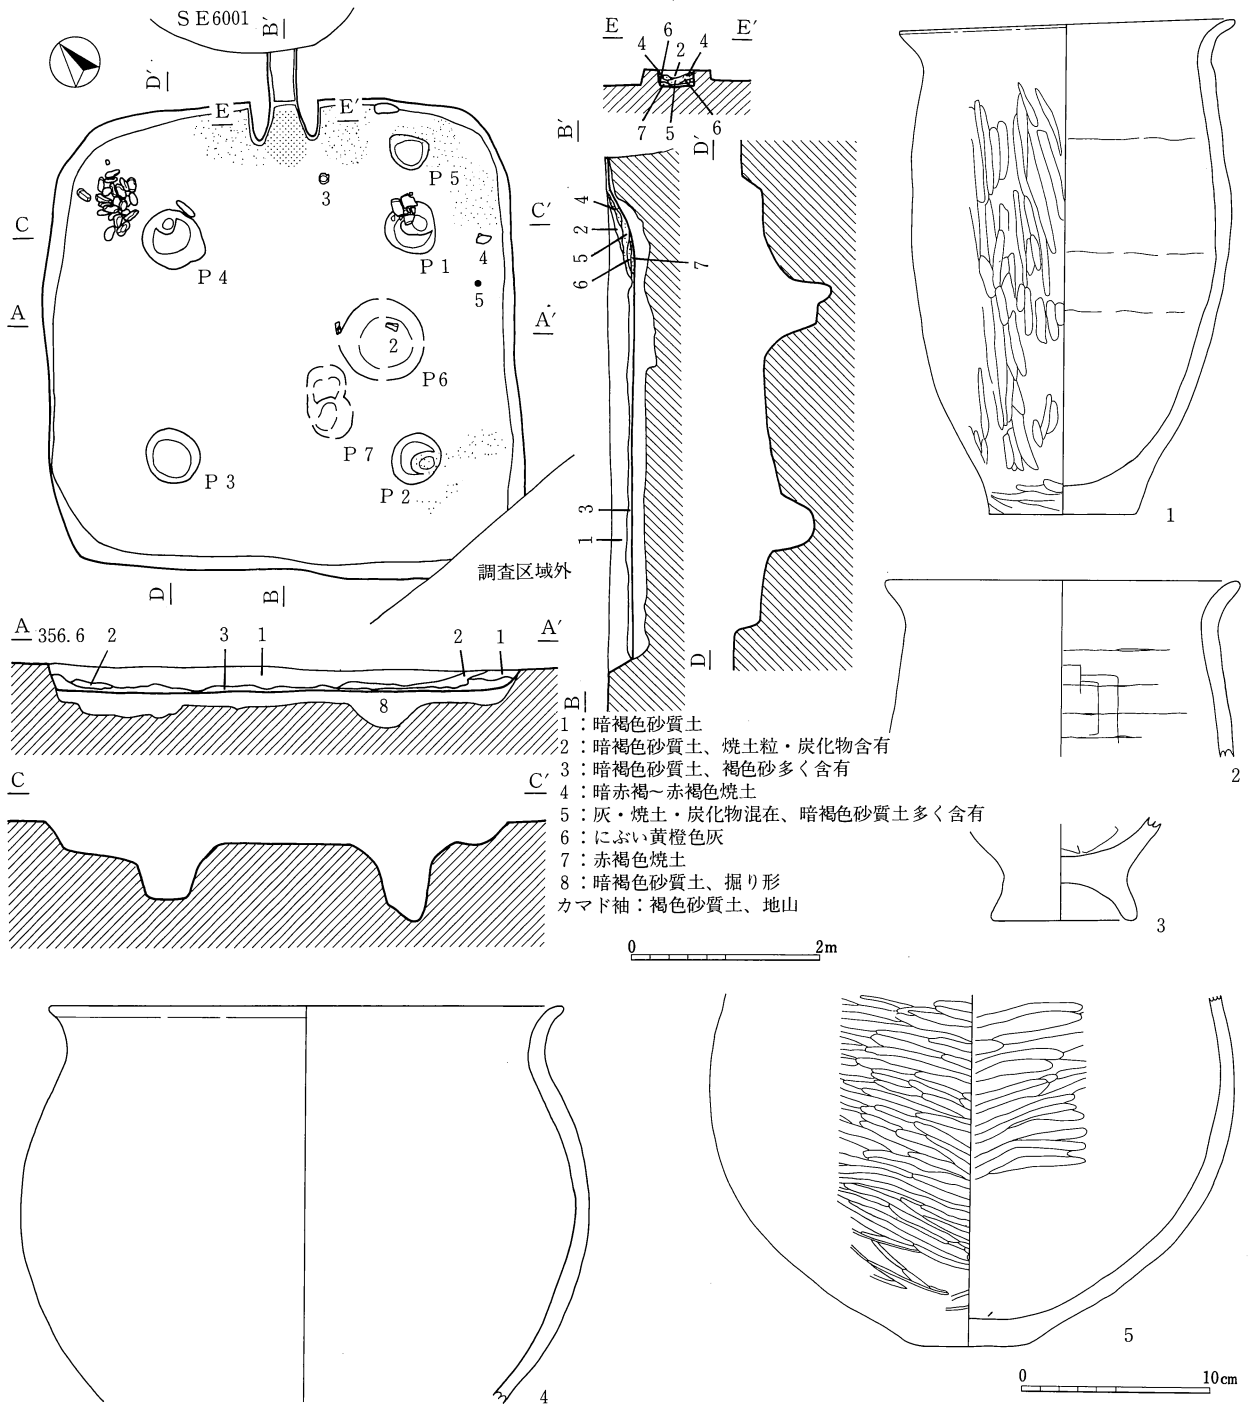 SE6001
B′
D′
E E′
P5
3
P1
C C′
4
P4
5
A A′
2
P6
P7
P3
P2
調査区域外
D B
A 356.6 2 3 1 2 1 A′
8
C C′
E 6 4 2 4 E′
7 5 6
B′ D′
4
2
5
6
7
3
1
B D
1：暗褐色砂質土
2：暗褐色砂質土、焼土粒・炭化物含有
3：暗褐色砂質土、褐色砂多く含有
4：暗赤褐～赤褐色焼土
5：灰・焼土・炭化物混在、暗褐色砂質土多く含有
6：にぶい黄橙色灰
7：赤褐色焼土
8：暗褐色砂質土、掘り形
カマド袖：褐色砂質土、地山
0 2m
1
2
3
4
5
0 10cm